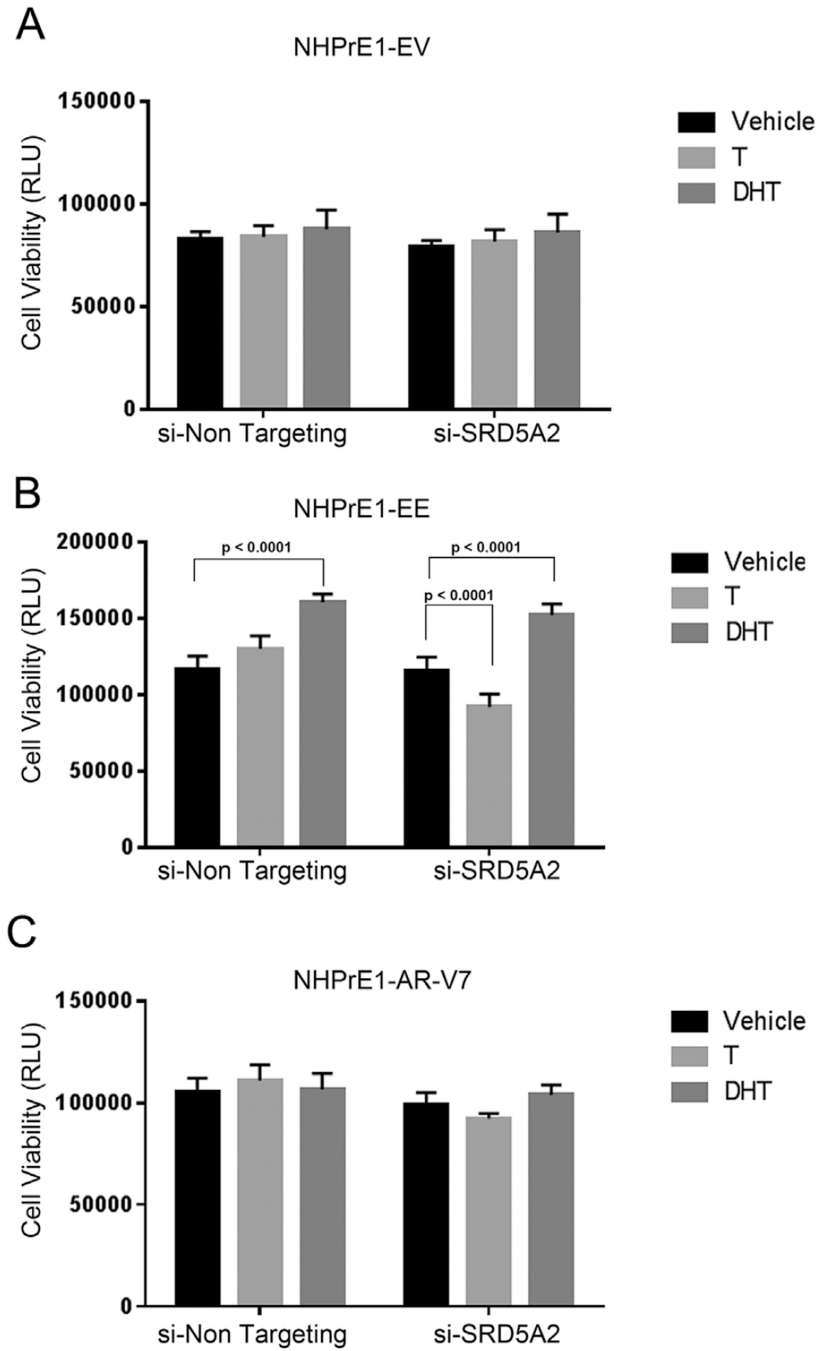 A
NHPrE1-EV
Cell Viability (RLU)
150000
100000
50000
0
si-Non Targeting
si-SRD5A2
Vehicle
T
DHT
B
NHPrE1-EE
Cell Viability (RLU)
200000
150000
100000
50000
0
p < 0.0001
p < 0.0001
p < 0.0001
si-Non Targeting
si-SRD5A2
Vehicle
T
DHT
C
NHPrE1-AR-V7
Cell Viability (RLU)
150000
100000
50000
0
si-Non Targeting
si-SRD5A2
Vehicle
T
DHT